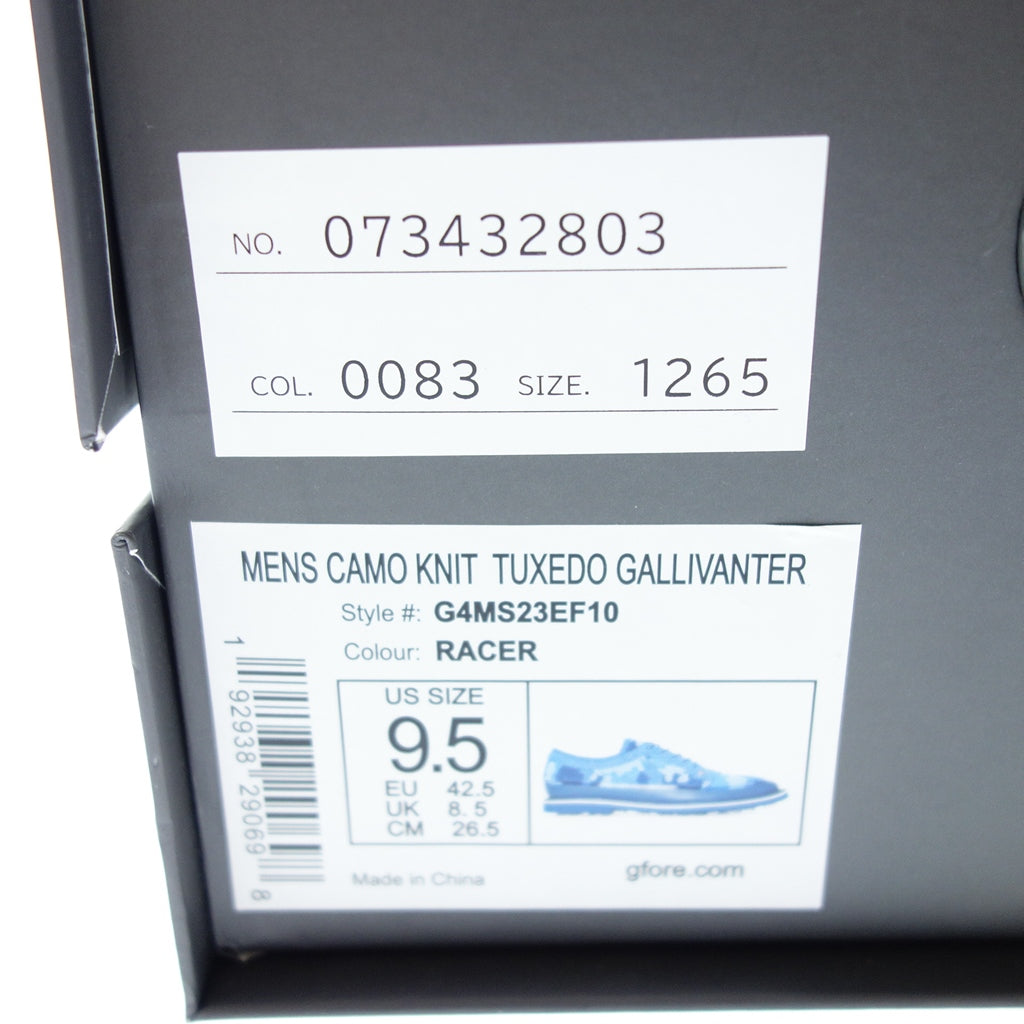 NO. 073432803
COL. 0083 SIZE. 1265
MENS CAMO KNIT TUXEDO GALLIVANTER
Style #: G4MS23EF10
Colour: RACER
US SIZE
9.5
EU 42.5
UK 8.5
CM 26.5
Made in China
gfore.com
1 92938 29069 8